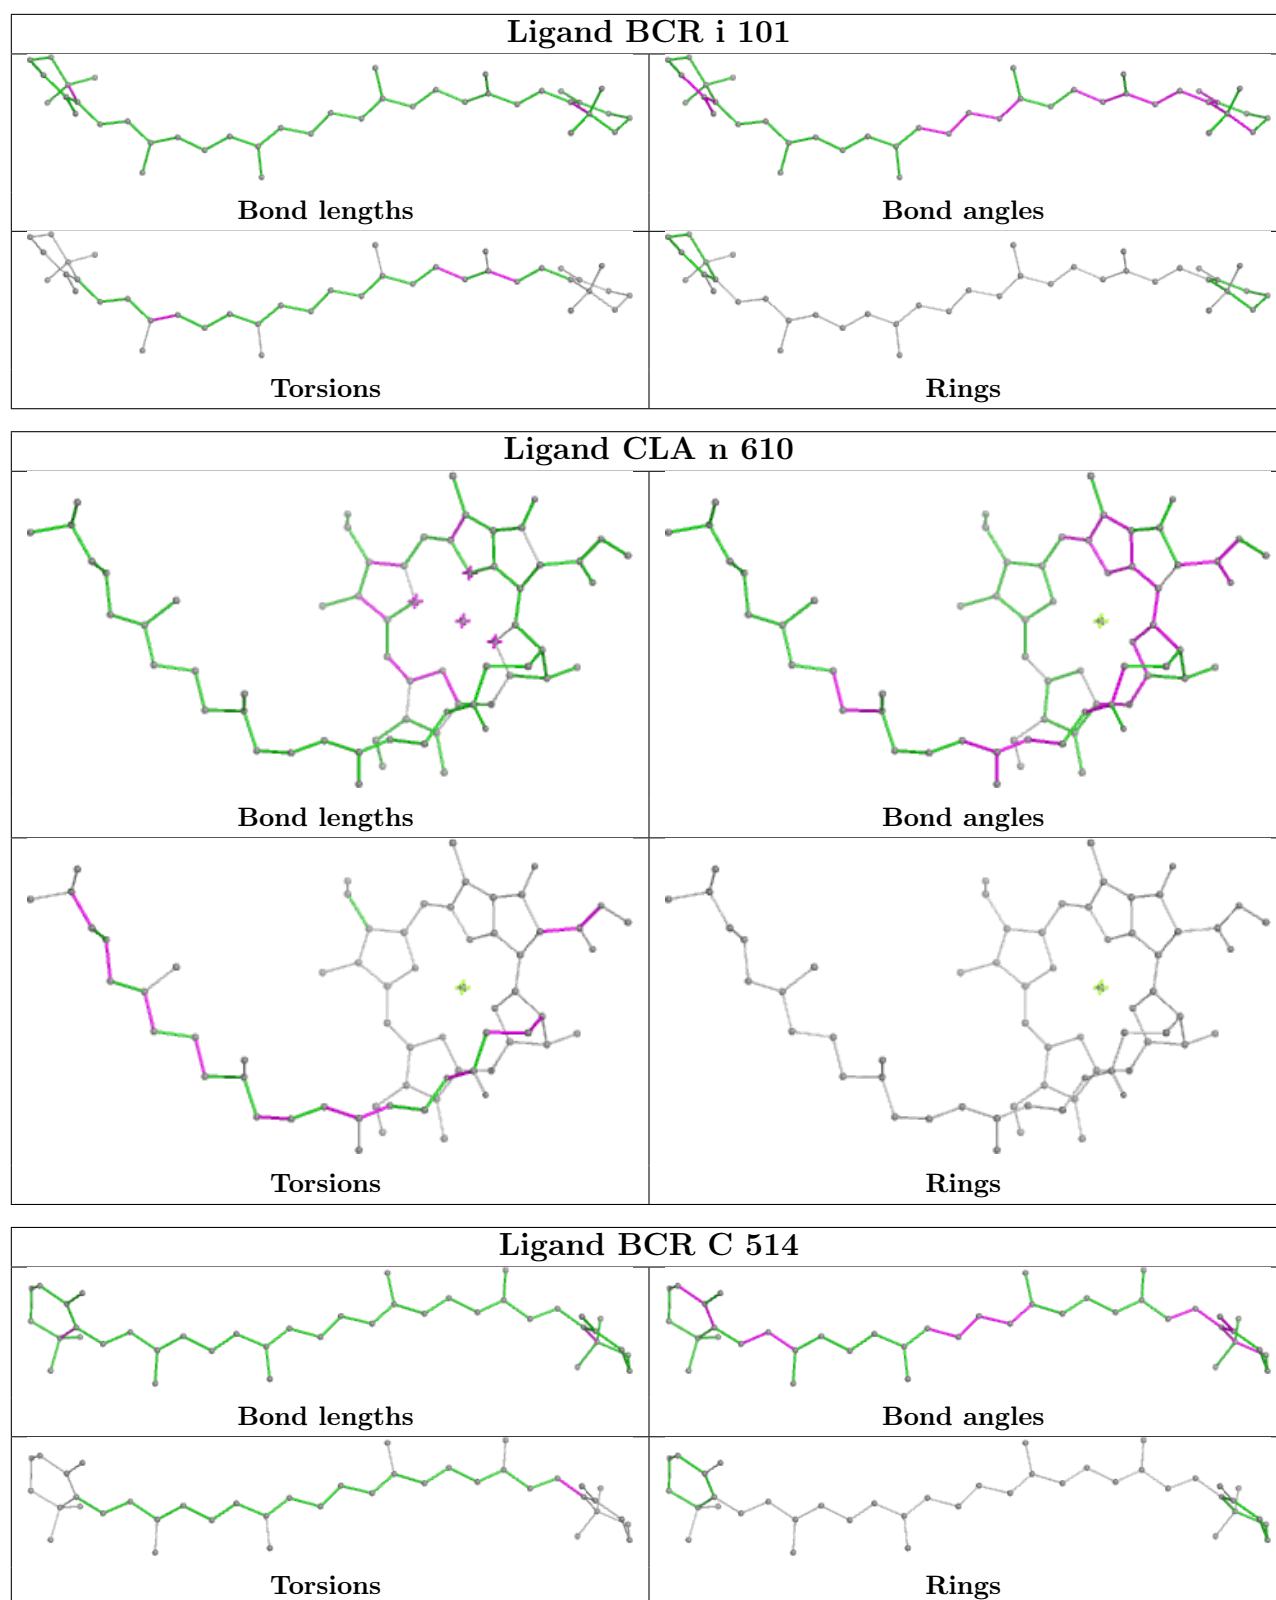 Ligand BCR i 101
Bond lengths
Bond angles
Torsions
Rings
Ligand CLA n 610
Bond lengths
Bond angles
Torsions
Rings
Ligand BCR C 514
Bond lengths
Bond angles
Torsions
Rings